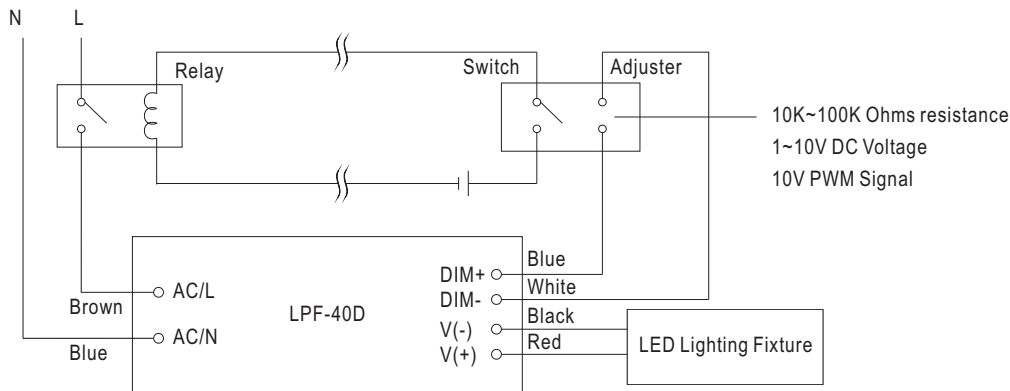 N
L
Relay
Switch
Adjuster
10K~100K Ohms resistance
1~10V DC Voltage
10V PWM Signal
Brown
AC/L
Blue
AC/N
LPF-40D
DIM+
Blue
DIM-
White
V(-)
Black
V(+)
Red
LED Lighting Fixture